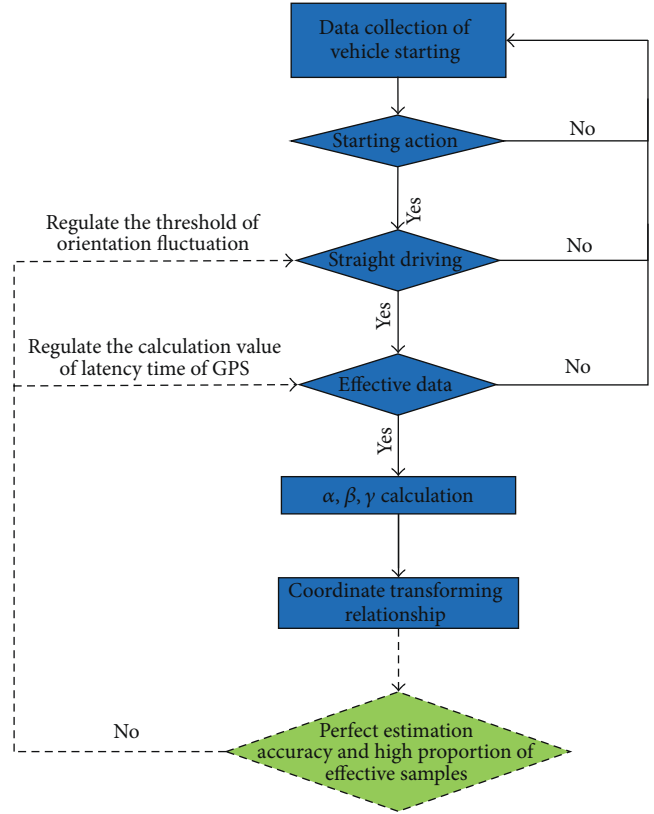 Data collection of
vehicle starting
Starting action
No
Yes
Regulate the threshold of
orientation fluctuation
Straight driving
No
Yes
Regulate the calculation value
of latency time of GPS
Effective data
No
Yes
α, β, γ calculation
Coordinate transforming
relationship
Perfect estimation
accuracy and high proportion of
effective samples
No